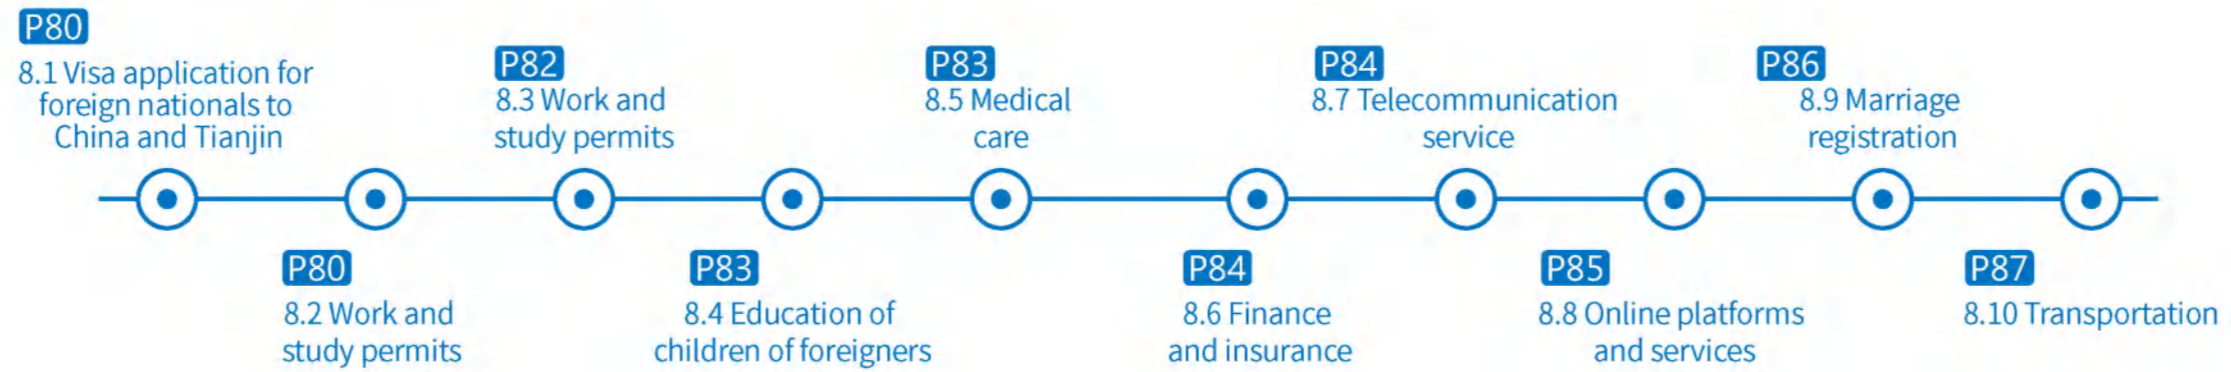 P80
8.1 Visa application for
foreign nationals to
China and Tianjin
P80
8.2 Work and
study permits
P82
8.3 Work and
study permits
P83
8.4 Education of
children of foreigners
P83
8.5 Medical
care
P84
8.6 Finance
and insurance
P84
8.7 Telecommunication
service
P85
8.8 Online platforms
and services
P86
8.9 Marriage
registration
P87
8.10 Transportation